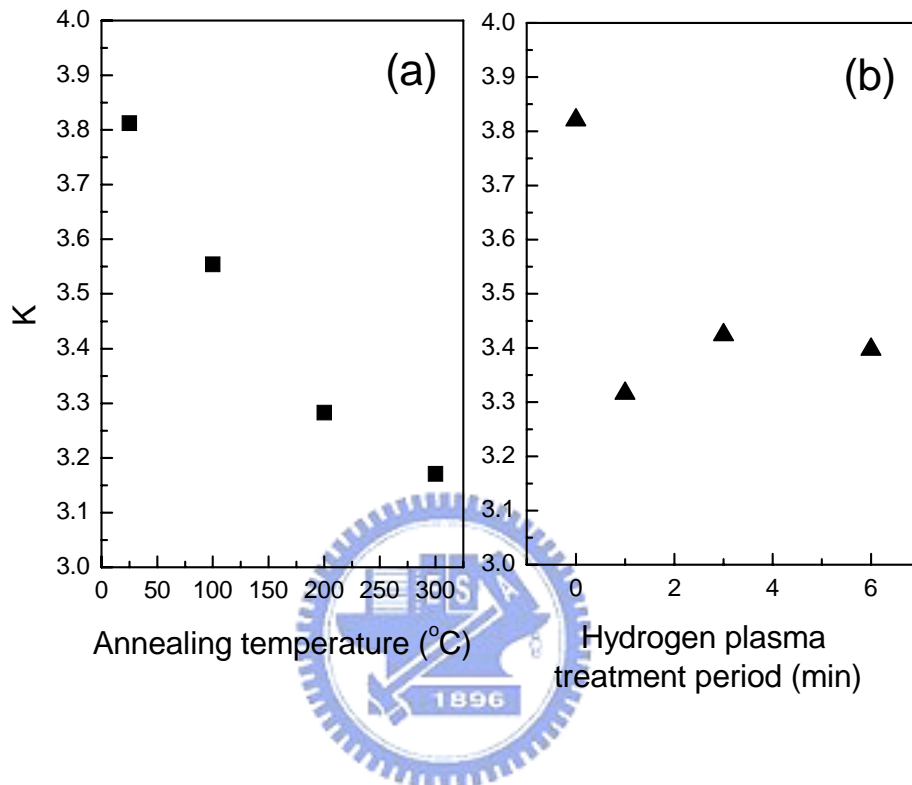 (a)
4.0
3.9
3.8
3.7
3.6
3.5
3.4
3.3
3.2
3.1
3.0
K
0 50 100 150 200 250 300
Annealing temperature (°C)
(b)
4.0
3.9
3.8
3.7
3.6
3.5
3.4
3.3
3.2
3.1
3.0
0 2 4 6
Hydrogen plasma
treatment period (min)
ES
1896